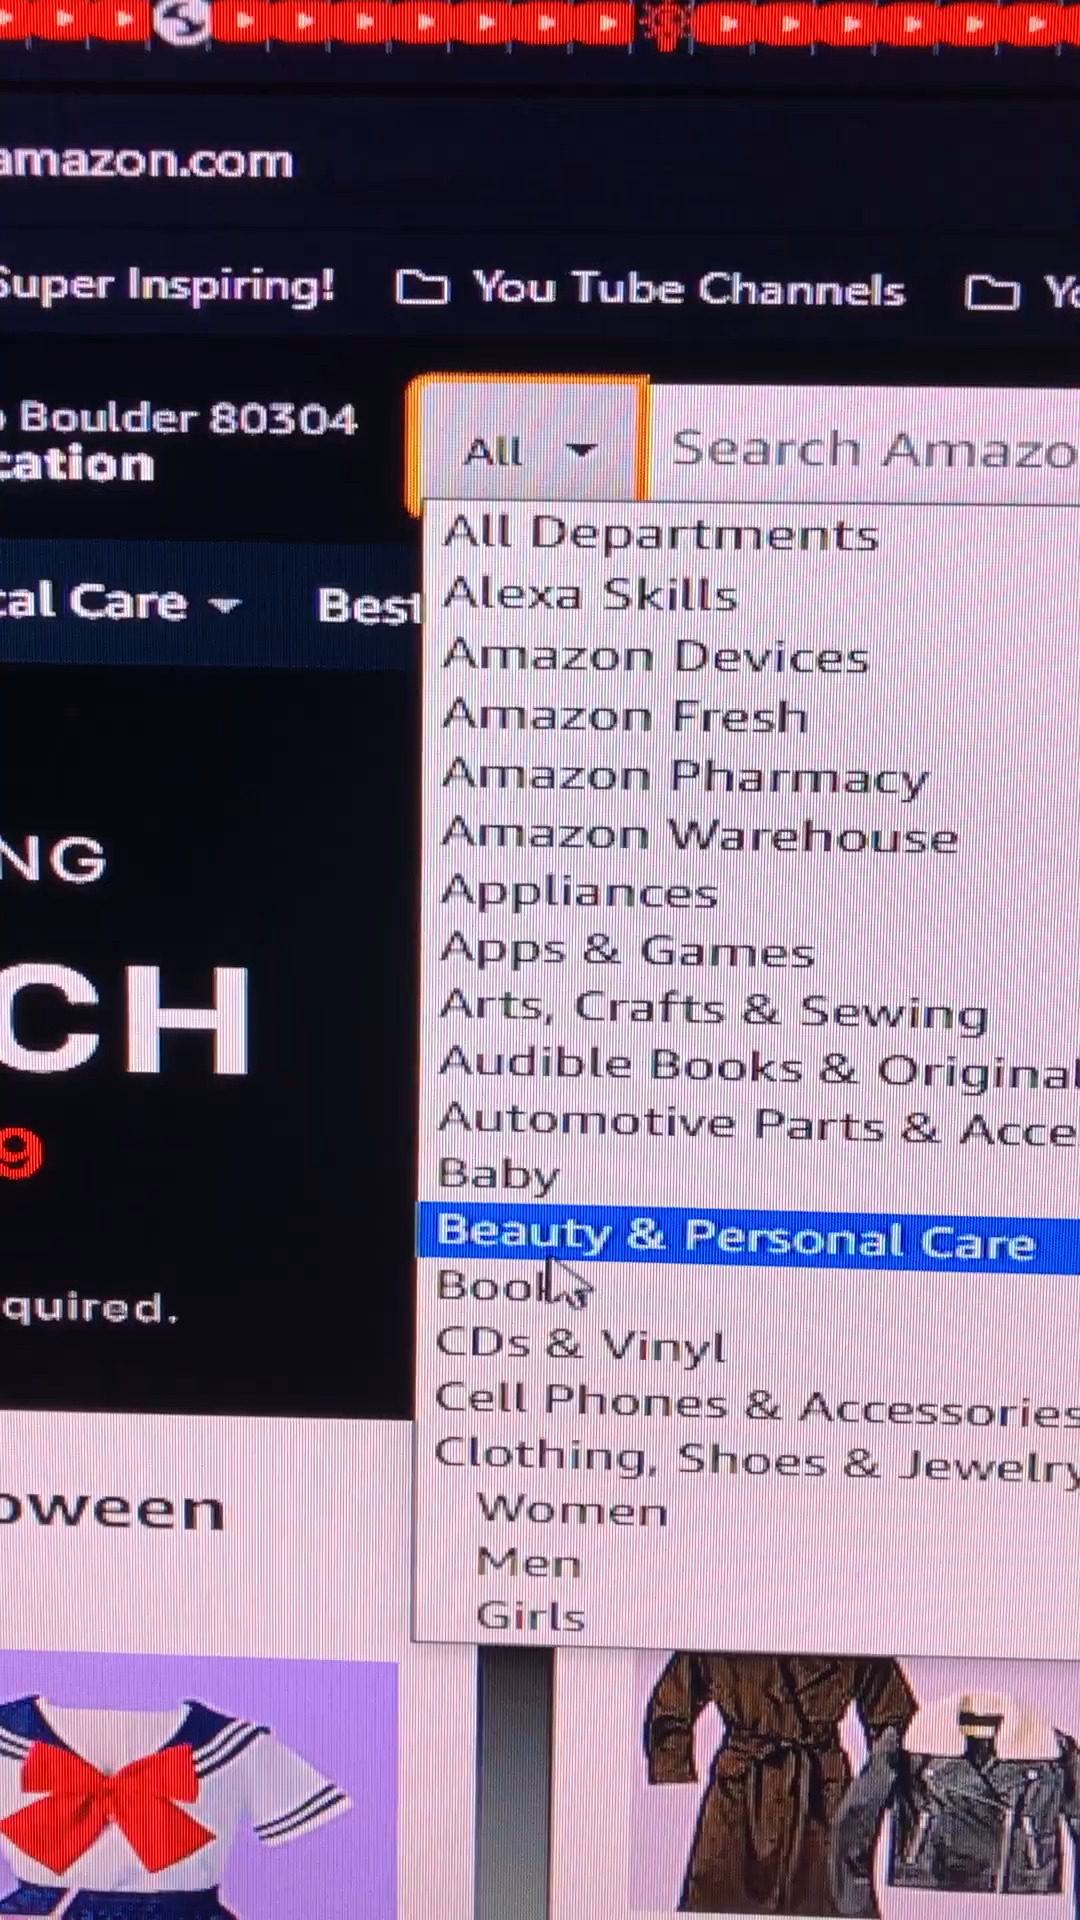 amazon.com
Super Inspiring!
You Tube Channels
Boulder 80304
All
Search Amazo
cation
All Departments
Alexa Skills
cal Care
Best
Amazon Devices
Amazon Fresh
Amazon Pharmacy
Amazon Warehouse
NG
Appliances
Apps & Games
CH
Arts, Crafts & Sewing
Audible Books & Original
Automotive Parts & Acce
9
Baby
Beauty & Personal Care
Book
quired.
CDs & Vinyl
Cell Phones & Accessories
Clothing, Shoes & Jewelry
oween
Women
Men
Girls